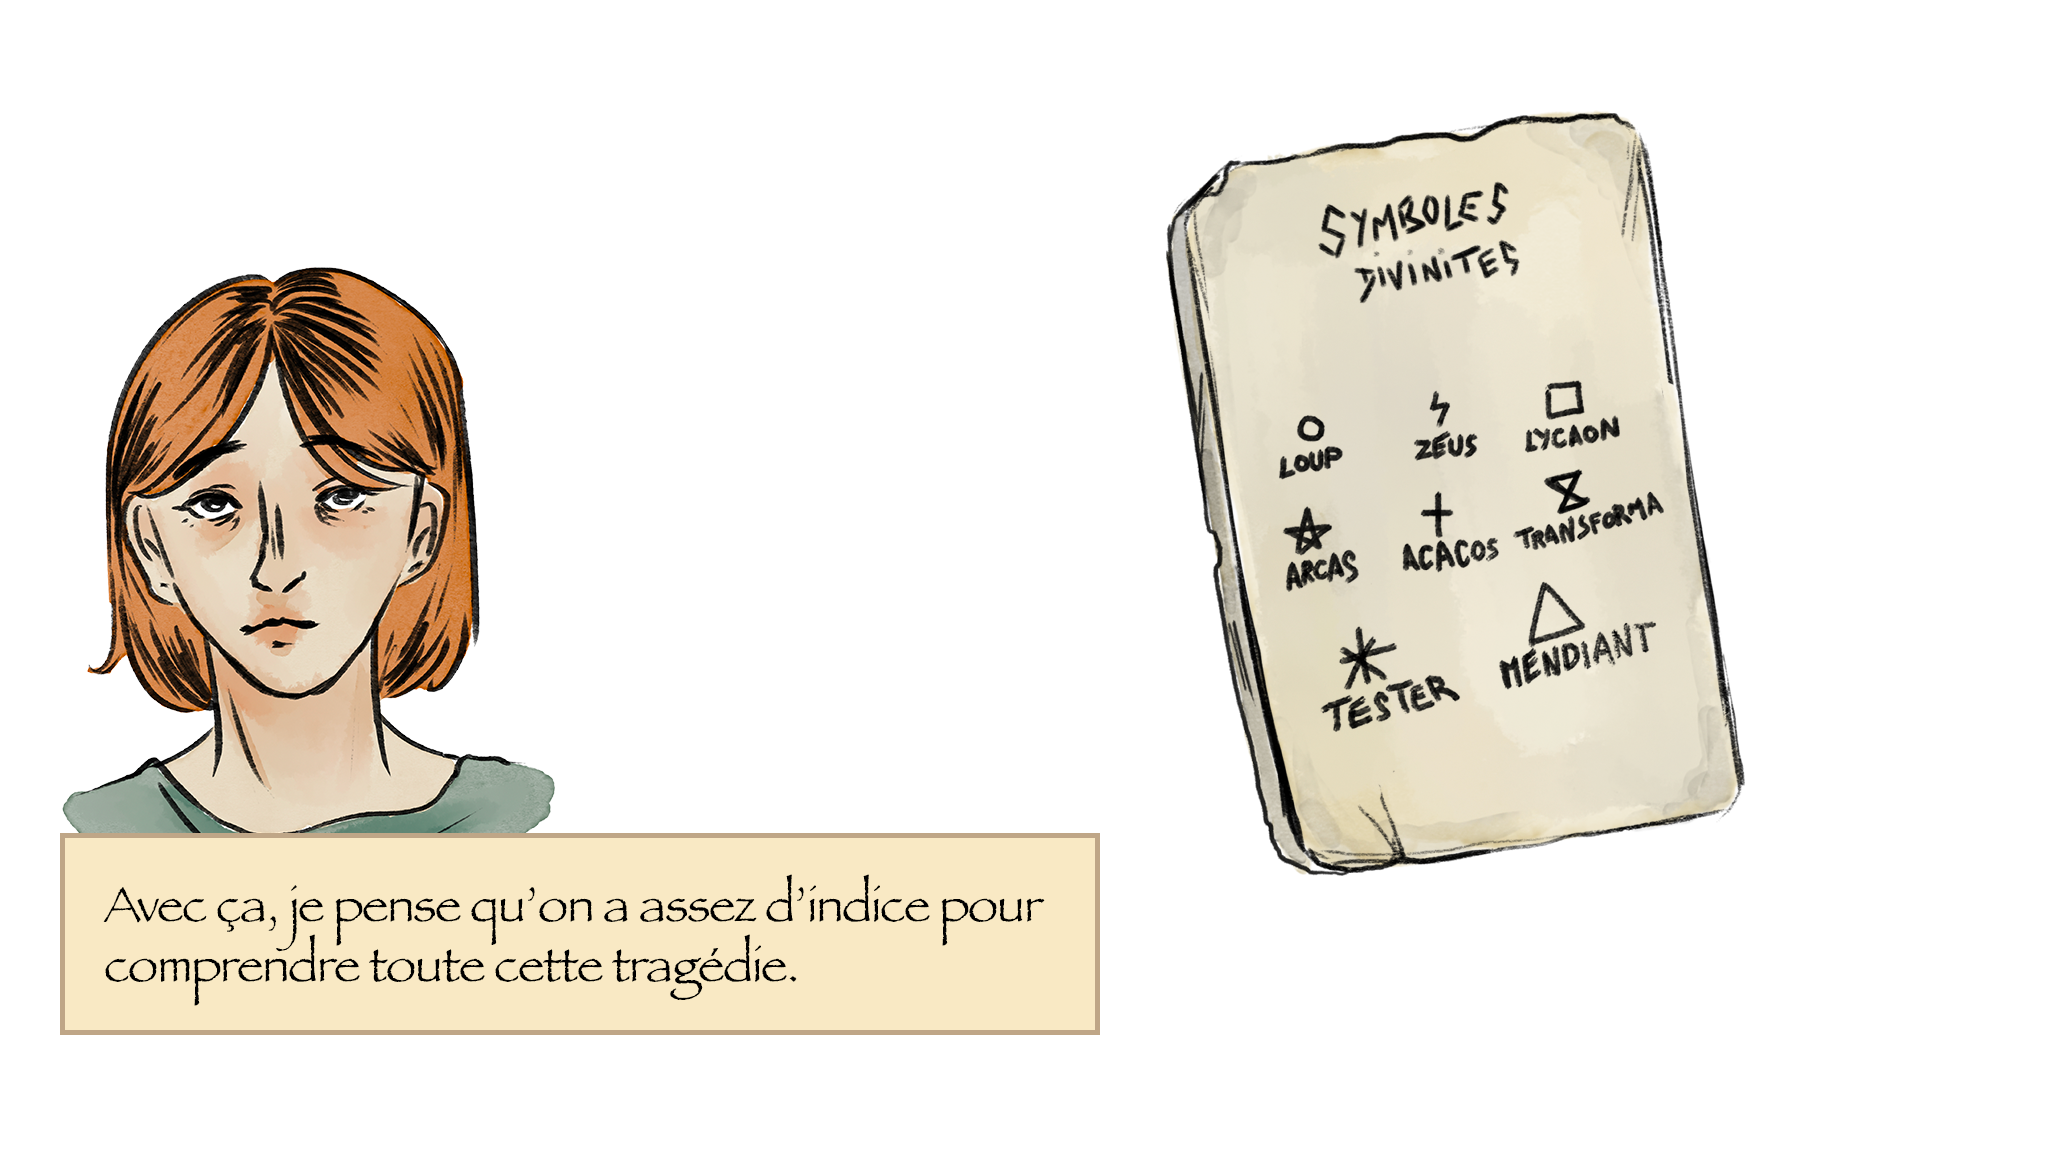 SYMBOLES
DIVINITES
LOUP
ZEUS
LYCAON
ARCAS
ACACOS
TRANSFORMA
TESTER
MENDIANT
Avec ça, je pense qu'on a assez d'indice pour
comprendre toute cette tragédie.